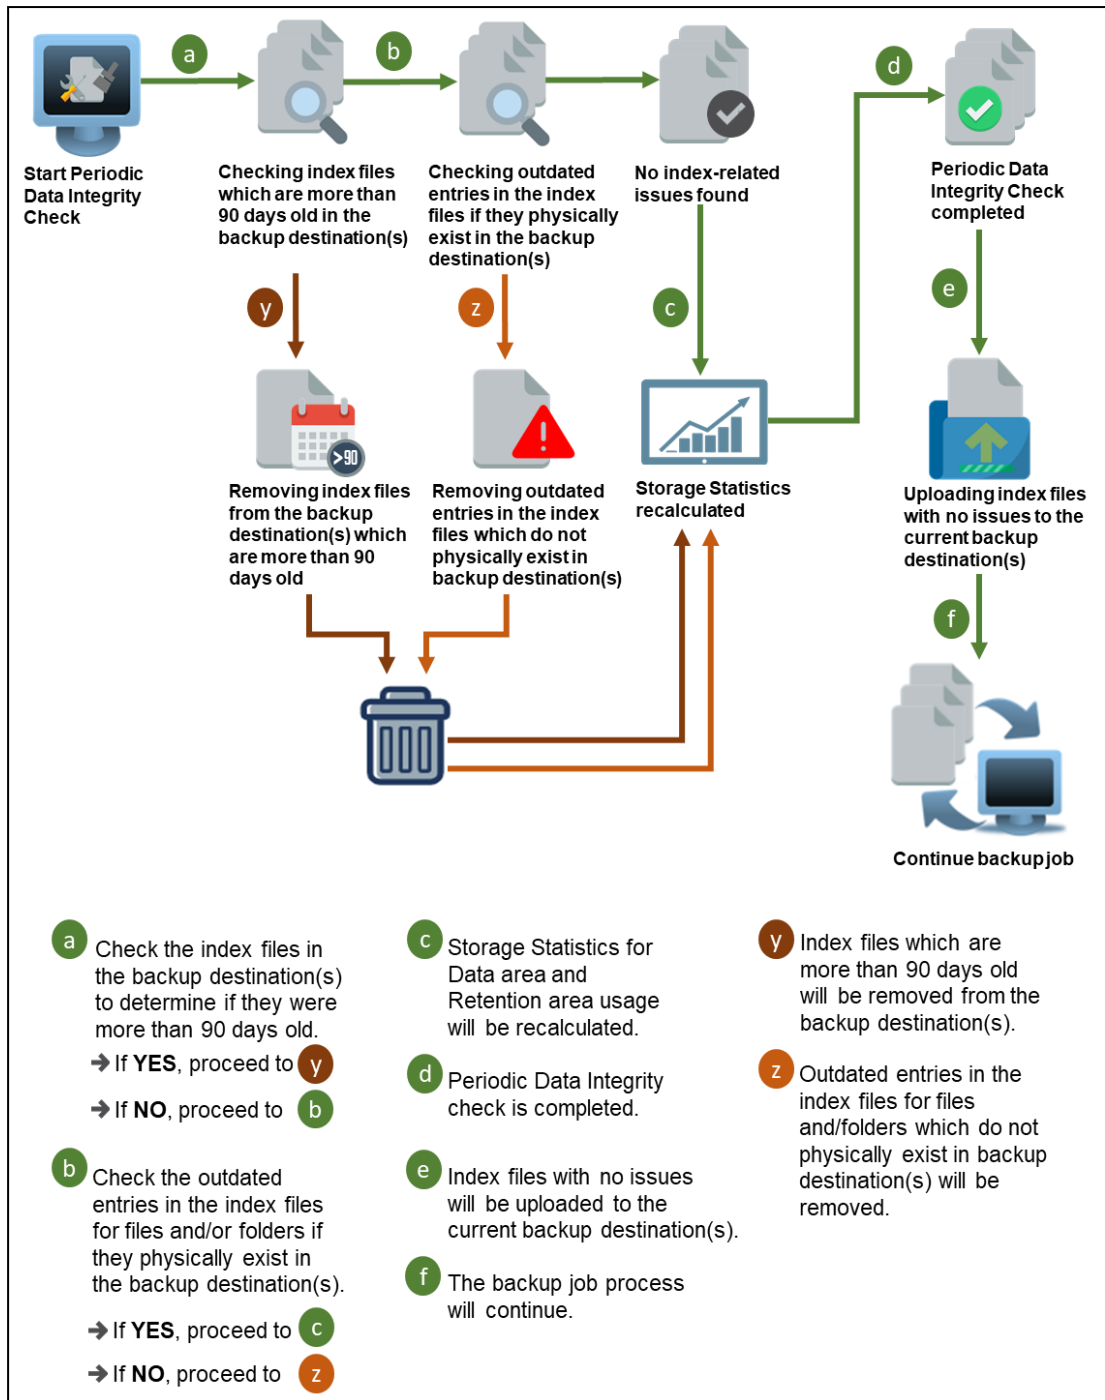 a
b
d
Start Periodic
Data Integrity
Check
Checking index files
which are more than
90 days old in the
backup destination(s)
Checking outdated
entries in the index
files if they physically
exist in the backup
destination(s)
No index-related
issues found
Periodic Data
Integrity Check
completed
y
z
c
e
>90
Removing index files
from the backup
destination(s) which
are more than 90
days old
Removing outdated
entries in the index
files which do not
physically exist in
backup destination(s)
Storage Statistics
recalculated
Uploading index files
with no issues to the
current backup
destination(s)
f
Continue backup job
a Check the index files in
the backup destination(s)
to determine if they were
more than 90 days old.
➔ If YES, proceed to y
➔ If NO, proceed to b
b Check the outdated
entries in the index files
for files and/or folders if
they physically exist in
the backup destination(s).
➔ If YES, proceed to c
➔ If NO, proceed to z
c Storage Statistics for
Data area and
Retention area usage
will be recalculated.
d Periodic Data Integrity
check is completed.
e Index files with no issues
will be uploaded to the
current backup destination(s).
f The backup job process
will continue.
y Index files which are
more than 90 days old
will be removed from the
backup destination(s).
z Outdated entries in the
index files for files
and/folders which do not
physically exist in backup
destination(s) will be
removed.